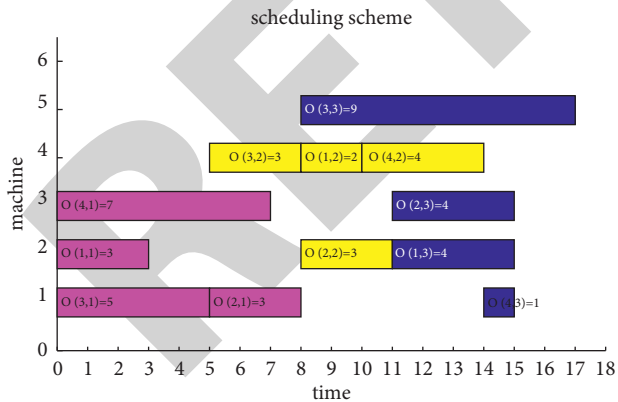 scheduling scheme
6
5
4
3
2
1
0
machine
O (3,3)=9
O (3,2)=3 O (1,2)=2 O (4,2)=4
O (4,1)=7 O (2,3)=4
O (1,1)=3 O (2,2)=3 O (1,3)=4
O (3,1)=5 O (2,1)=3 O (4,3)=1
0 1 2 3 4 5 6 7 8 9 10 11 12 13 14 15 16 17 18
time